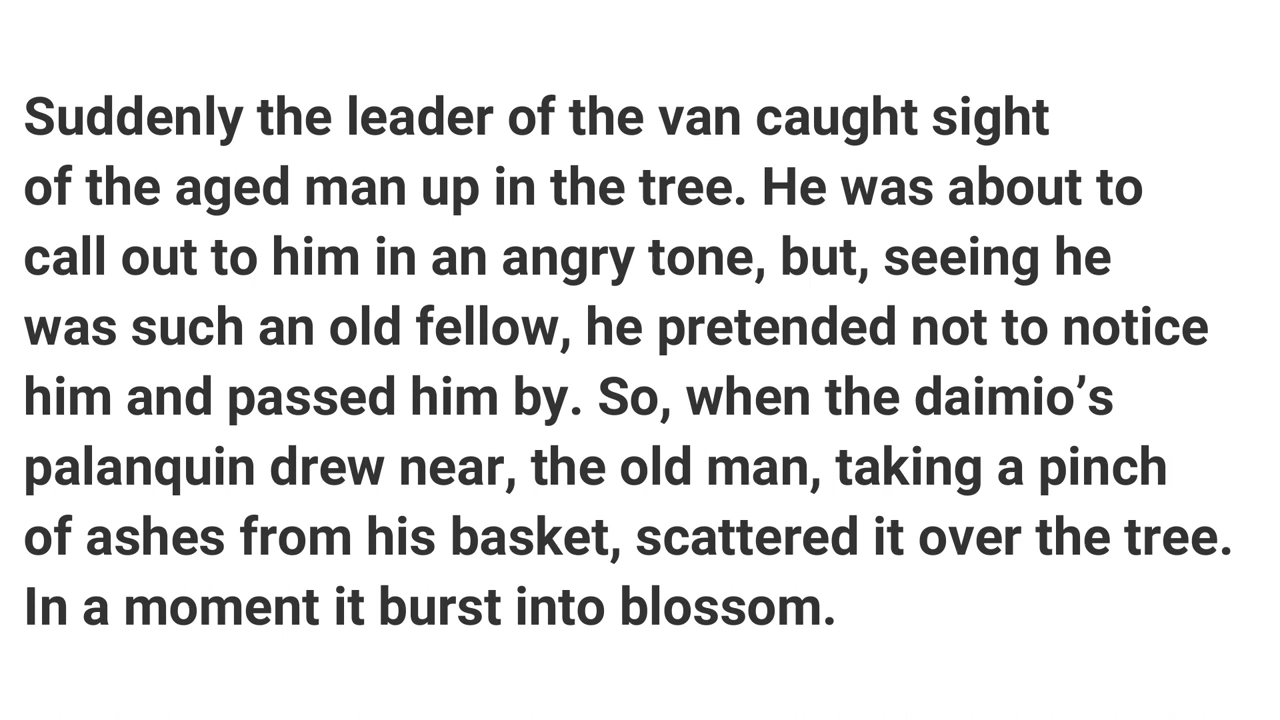 Suddenly the leader of the van caught sight
of the aged man up in the tree. He was about to
call out to him in an angry tone, but, seeing he
was such an old fellow, he pretended not to notice
him and passed him by. So, when the daimio’s
palanquin drew near, the old man, taking a pinch
of ashes from his basket, scattered it over the tree.
In a moment it burst into blossom.